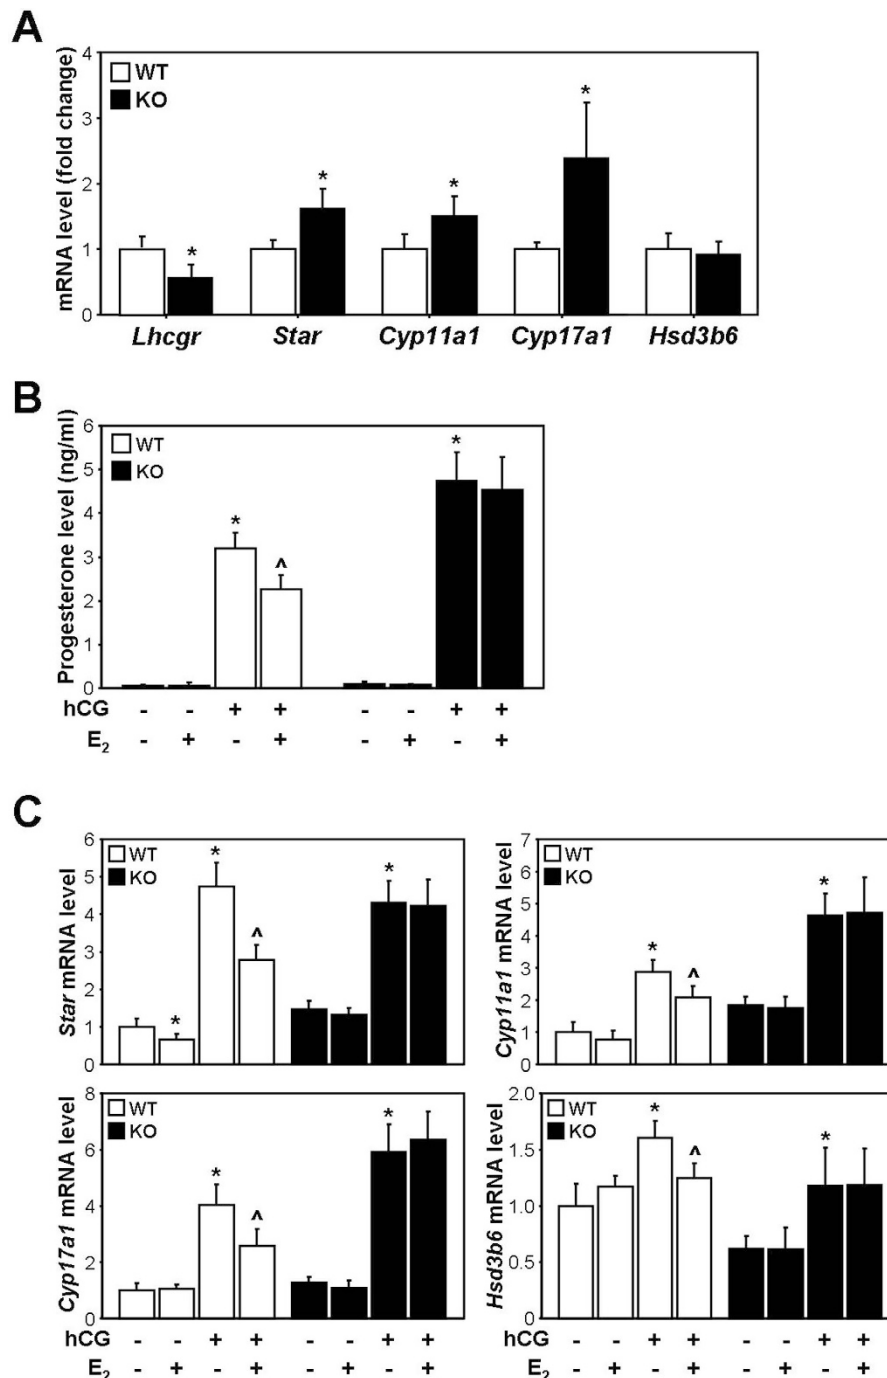 A
mRNA level (fold change)
4
3
2
1
0
WT
KO
*
*
*
*
Lhcgr Star Cyp11a1 Cyp17a1 Hsd3b6
B
Progesterone level (ng/ml)
6
5
4
3
2
1
0
WT
KO
*
^
*
hCG - - + + - - + +
E2 - + - + - + - +
C
Star mRNA level
6
5
4
3
2
1
0
WT
KO
*
*
^
*
Cyp11a1 mRNA level
7
6
5
4
3
2
1
0
WT
KO
*
^
*
Cyp17a1 mRNA level
8
6
4
2
0
WT
KO
*
^
*
Hsd3b6 mRNA level
2.0
1.5
1.0
0.5
0
WT
KO
*
^
*
hCG - - + + - - + + - - + + - - + +
E2 - + - + - + - + - + - + - + - +